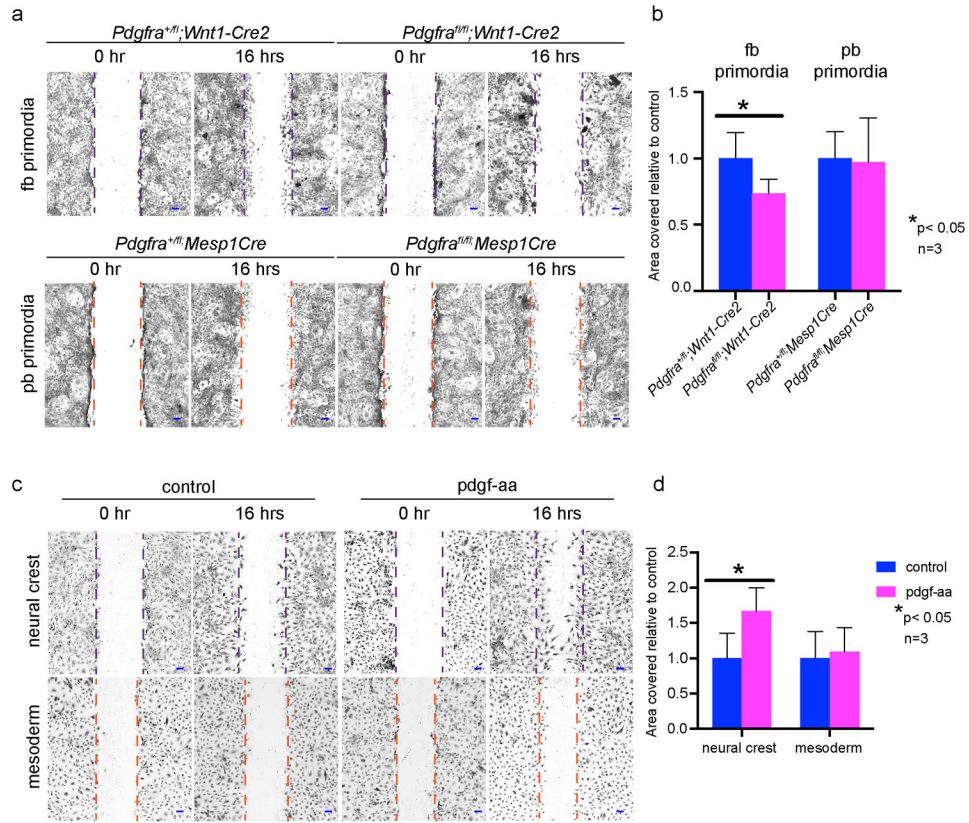 a
Pdgfra+/fl;Wnt1-Cre2
Pdgfrafl/fl;Wnt1-Cre2
0 hr
16 hrs
0 hr
16 hrs
fb primordia
Pdgfra+/fl;Mesp1Cre
Pdgfrafl/fl;Mesp1Cre
0 hr
16 hrs
0 hr
16 hrs
pb primordia
b
fb
primordia
pb
primordia
Area covered relative to control
1.5
1.0
0.5
0.0
*
Pdgfra+/fl;Wnt1-Cre2
Pdgfrafl/fl;Wnt1-Cre2
Pdgfra+/fl;Mesp1Cre
Pdgfrafl/fl;Mesp1Cre
*p< 0.05
n=3
c
control
pdgf-aa
0 hr
16 hrs
0 hr
16 hrs
neural crest
mesoderm
d
Area covered relative to control
2.5
2.0
1.5
1.0
0.5
0.0
*
neural crest
mesoderm
control
pdgf-aa
*p< 0.05
n=3